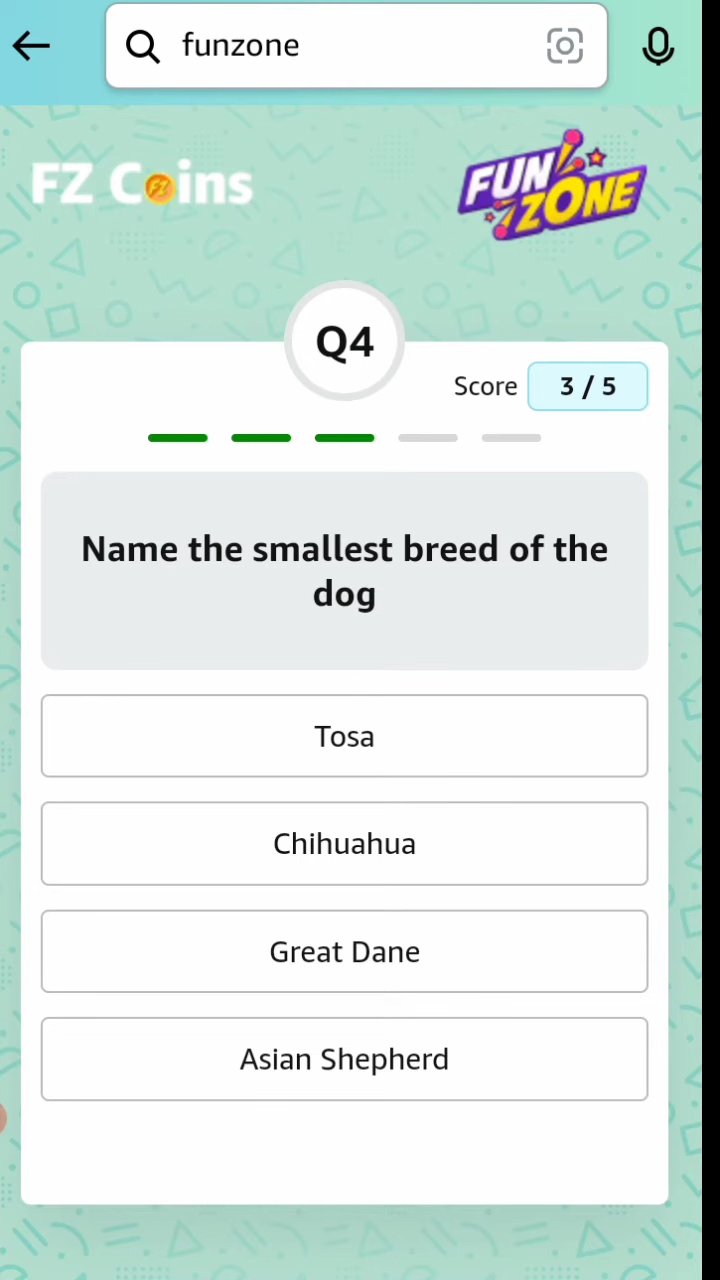 funzone
FZ Coins
FUN
ZONE
Q4
Score 3 / 5
Name the smallest breed of the
dog
Tosa
Chihuahua
Great Dane
Asian Shepherd